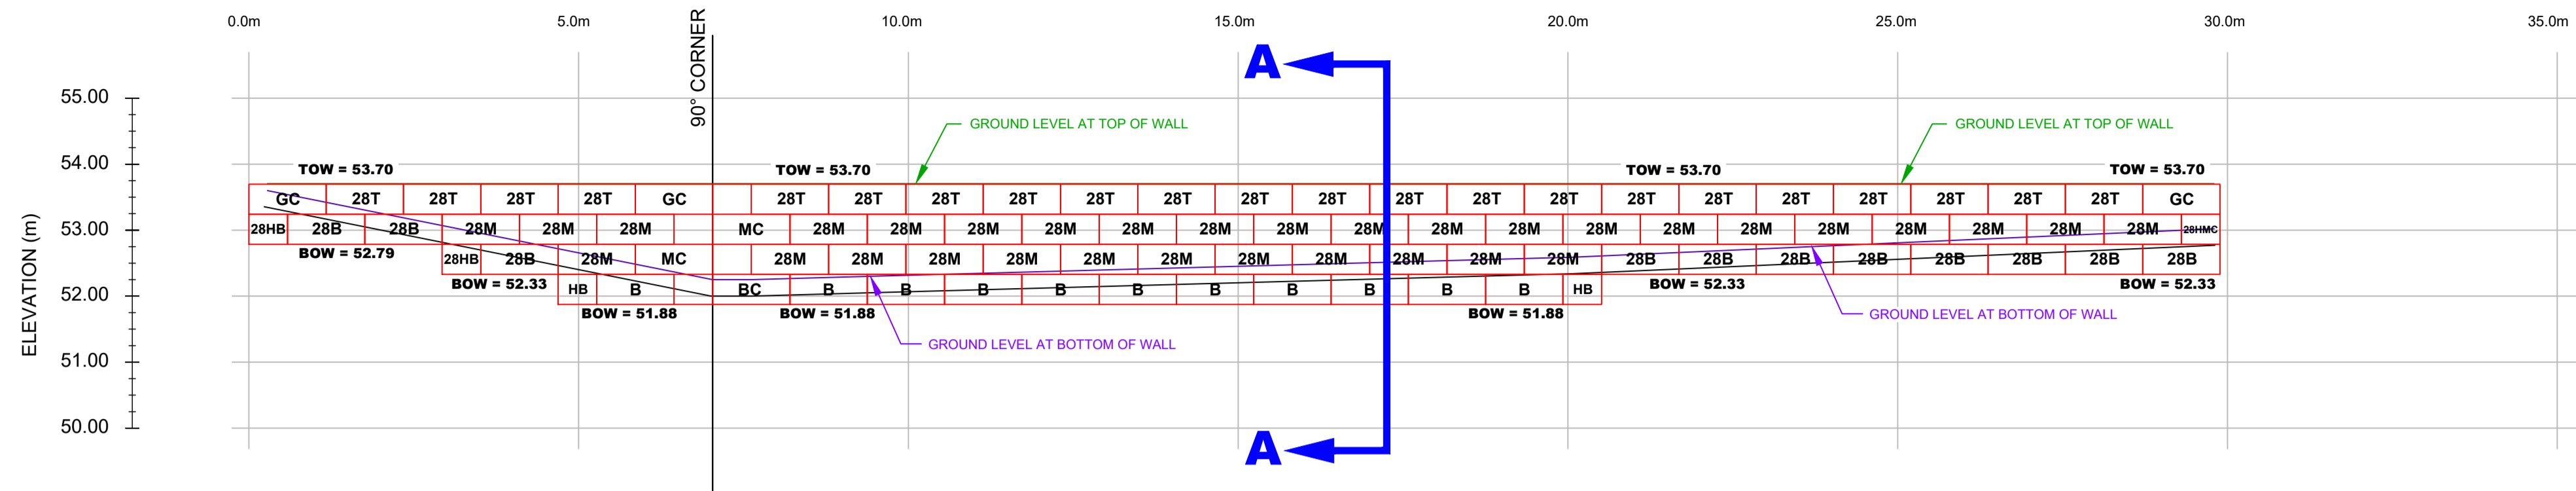 0.0m 5.0m 10.0m 15.0m 20.0m 25.0m 30.0m 35.0m
90° CORNER
A
55.00
GROUND LEVEL AT TOP OF WALL GROUND LEVEL AT TOP OF WALL
54.00
TOW = 53.70 TOW = 53.70 TOW = 53.70 TOW = 53.70
GC 28T 28T 28T 28T GC 28T 28T 28T 28T 28T 28T 28T 28T 28T 28T 28T 28T 28T 28T 28T 28T 28T 28T GC
53.00
28HB 28B 28B 28M 28M 28M MC 28M 28M 28M 28M 28M 28M 28M 28M 28M 28M 28M 28M 28M 28M 28M 28M 28M 28M 28HMC
BOW = 52.79
28HB 28B 28M MC 28M 28M 28M 28M 28M 28M 28M 28M 28M 28M 28M 28B 28B 28B 28B 28B 28B 28B 28B
BOW = 52.33 BOW = 52.33 BOW = 52.33
52.00
HB B BC B B B B B B B B B B HB
BOW = 51.88 BOW = 51.88 BOW = 51.88
GROUND LEVEL AT BOTTOM OF WALL
GROUND LEVEL AT BOTTOM OF WALL
51.00
50.00
A
ELEVATION (m)